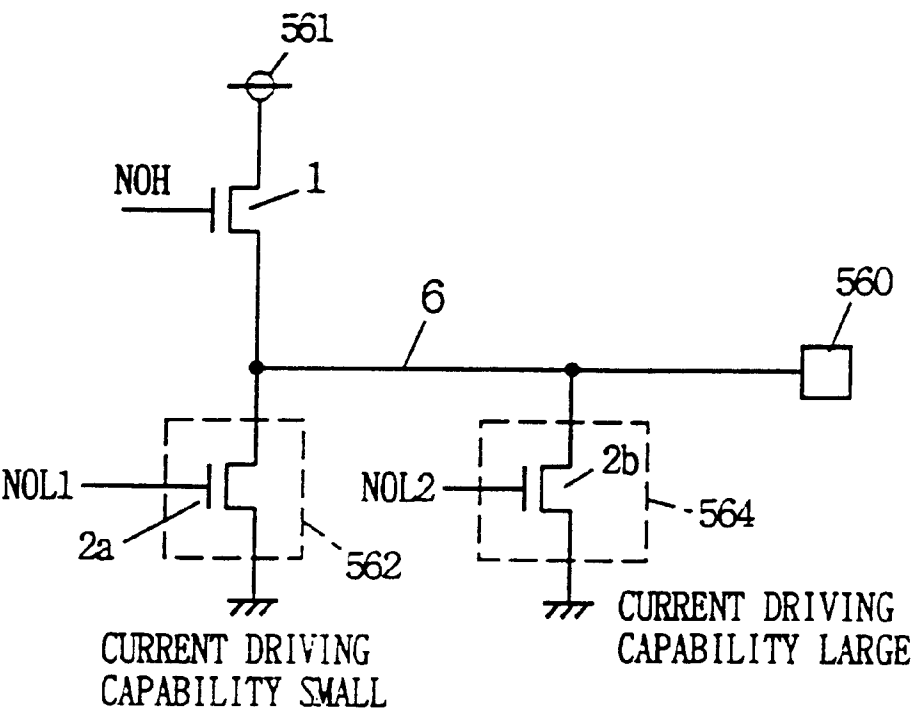 561
NOH
1
6
560
NOL1
2a
562
NOL2
2b
564
CURRENT DRIVING
CAPABILITY SMALL
CURRENT DRIVING
CAPABILITY LARGE